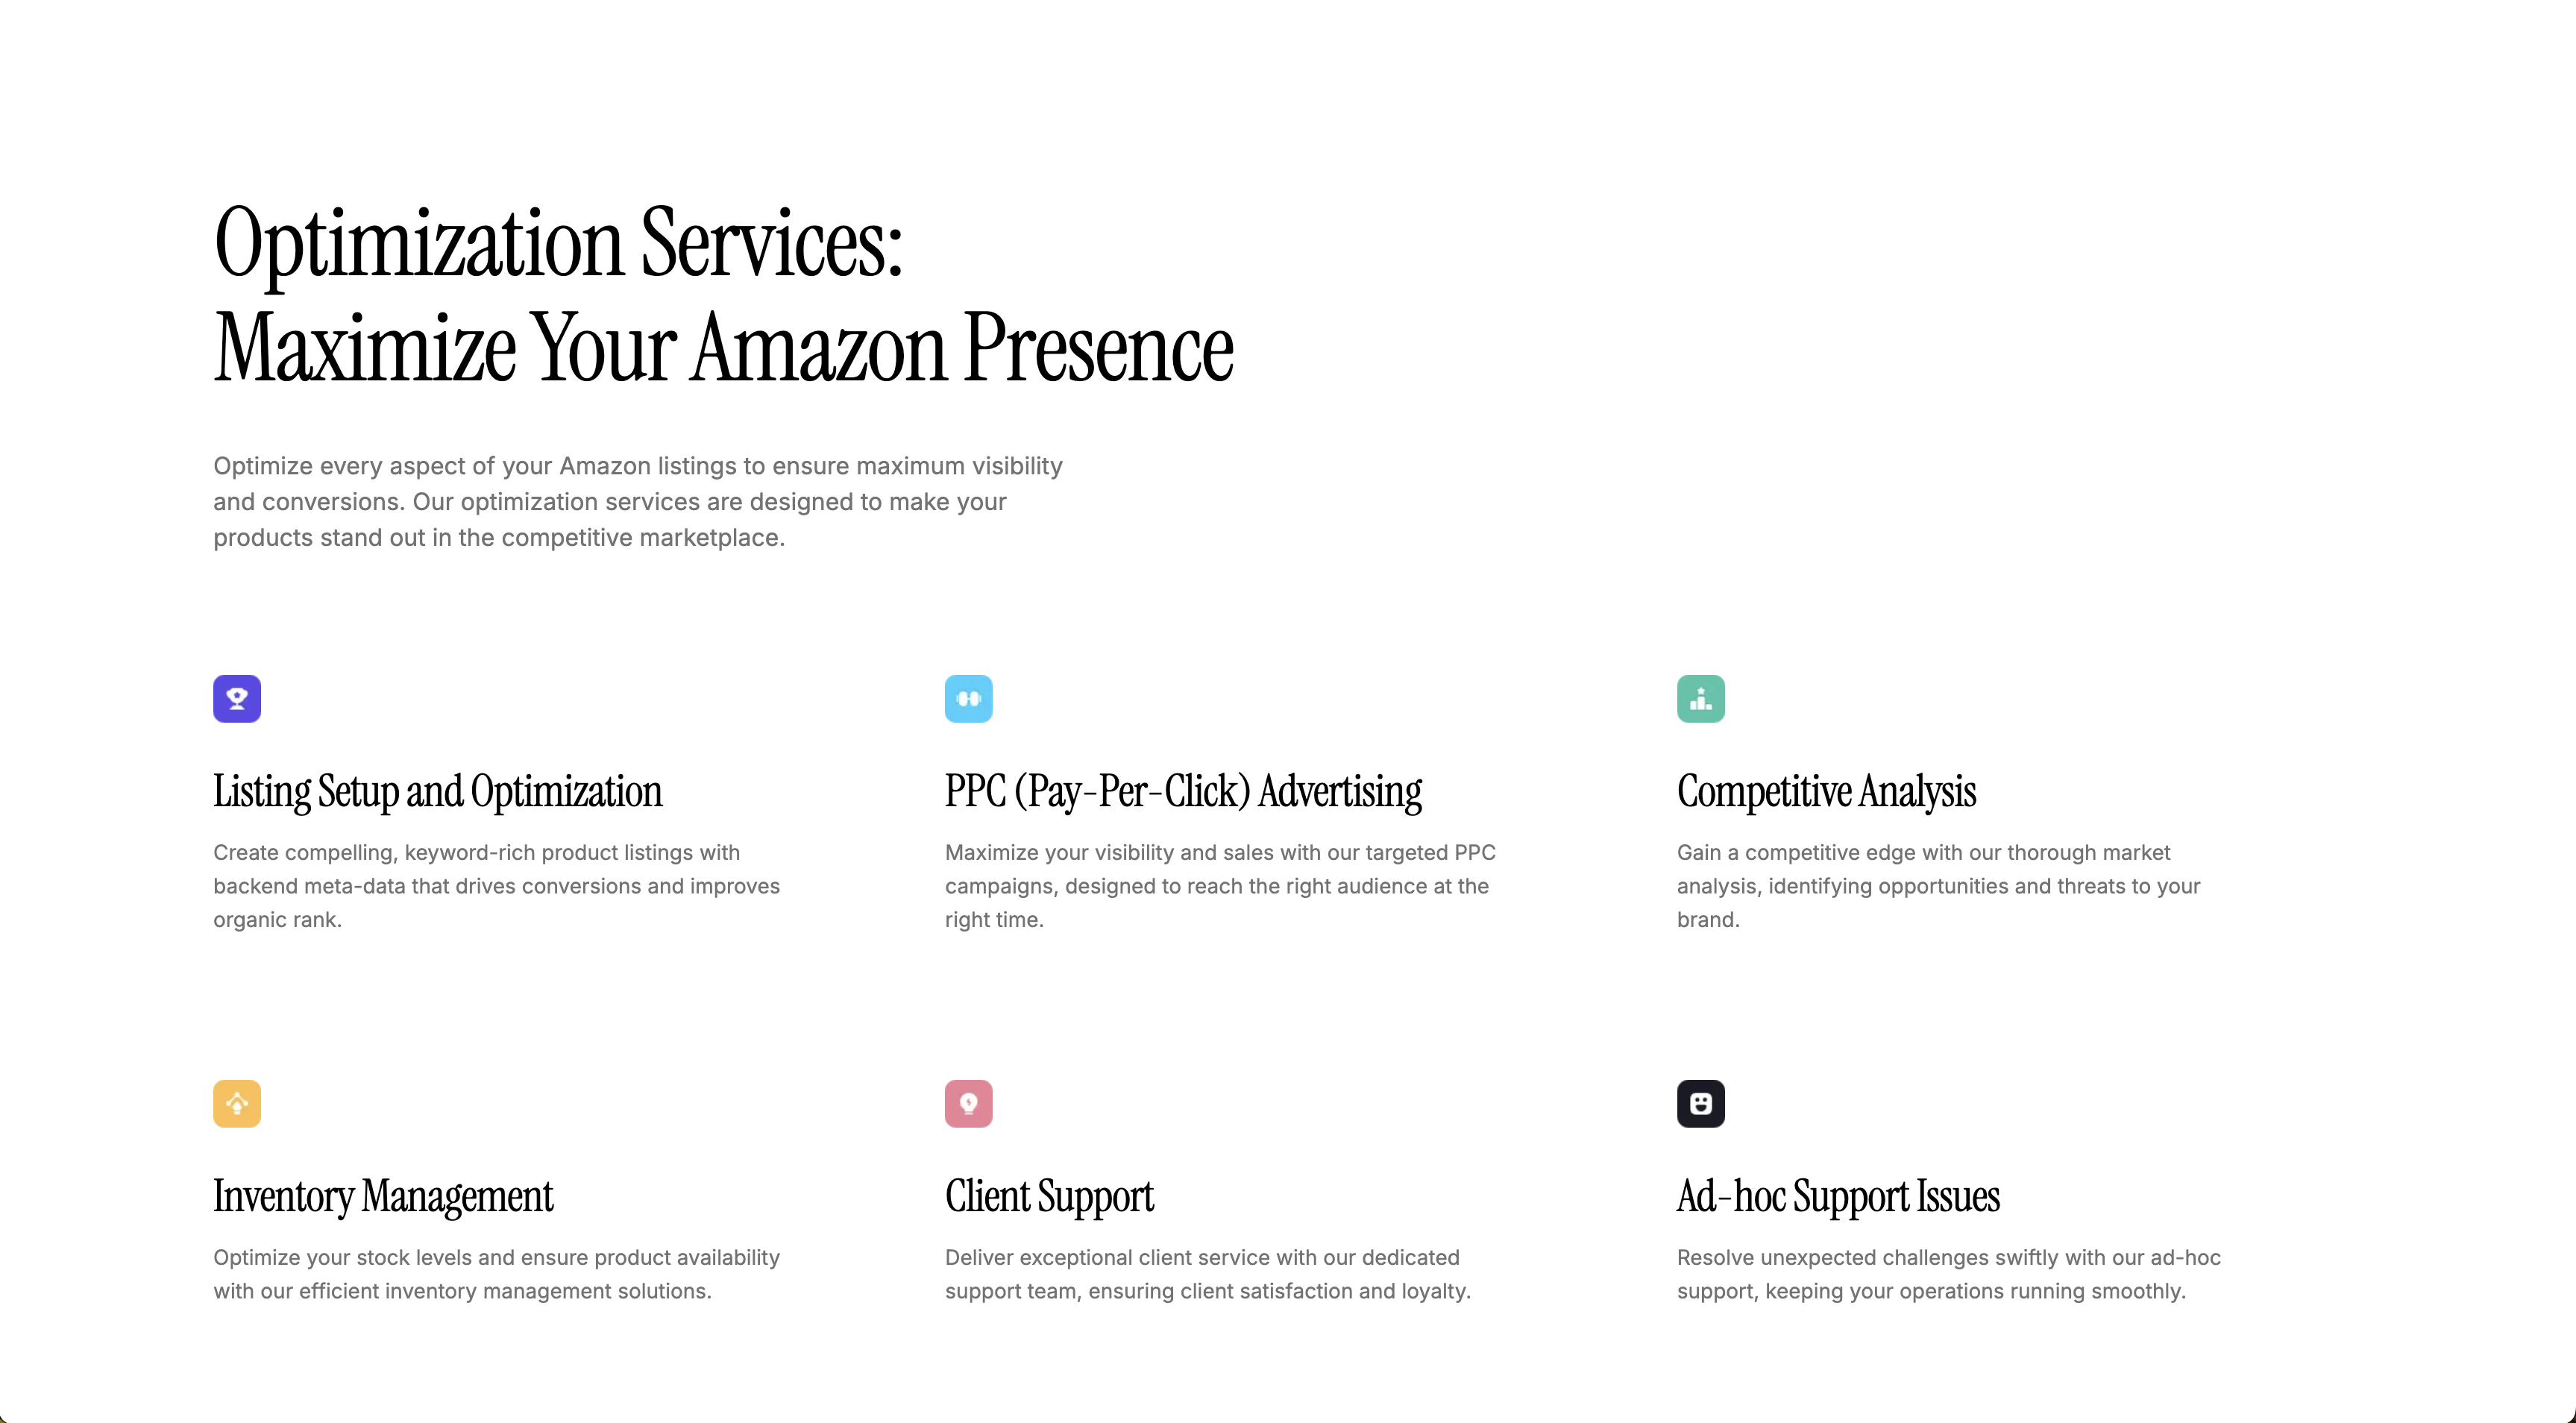 Optimization Services:
Maximize Your Amazon Presence
Optimize every aspect of your Amazon listings to ensure maximum visibility
and conversions. Our optimization services are designed to make your
products stand out in the competitive marketplace.
Listing Setup and Optimization
Create compelling, keyword-rich product listings with
backend meta-data that drives conversions and improves
organic rank.
PPC (Pay-Per-Click) Advertising
Maximize your visibility and sales with our targeted PPC
campaigns, designed to reach the right audience at the
right time.
Competitive Analysis
Gain a competitive edge with our thorough market
analysis, identifying opportunities and threats to your
brand.
Inventory Management
Optimize your stock levels and ensure product availability
with our efficient inventory management solutions.
Client Support
Deliver exceptional client service with our dedicated
support team, ensuring client satisfaction and loyalty.
Ad-hoc Support Issues
Resolve unexpected challenges swiftly with our ad-hoc
support, keeping your operations running smoothly.